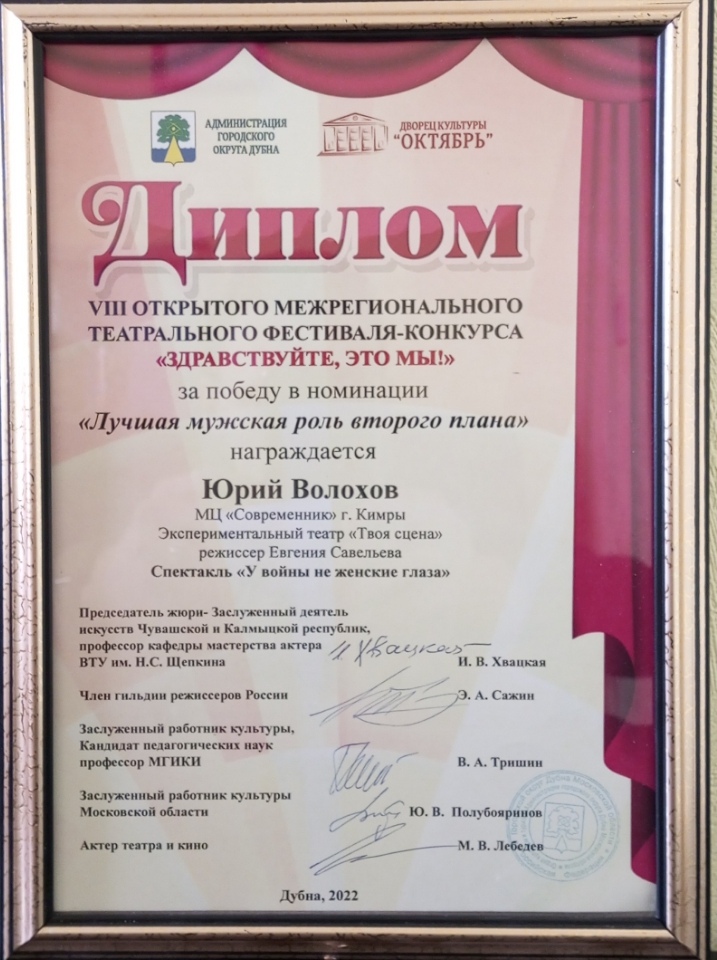 АДМИНИСТРАЦИЯ
ГОРОДСКОГО
ОКРУГА ДУБНА
ДВОРЕЦ КУЛЬТУРЫ
"ОКТЯБРЬ"
Диплом
VIII ОТКРЫТОГО МЕЖРЕГИОНАЛЬНОГО
ТЕАТРАЛЬНОГО ФЕСТИВАЛЯ-КОНКУРСА
«ЗДРАВСТВУЙТЕ, ЭТО МЫ!»
за победу в номинации
«Лучшая мужская роль второго плана»
награждается
Юрий Волохов
МЦ «Современник» г. Кимры
Экспериментальный театр «Твоя сцена»
режиссер Евгения Савельева
Спектакль «У войны не женские глаза»
Председатель жюри- Заслуженный деятель
искусств Чувашской и Калмыцкой республик,
профессор кафедры мастерства актера
ВТУ им. Н.С. Щепкина И. Хвацкая И. В. Хвацкая
Член гильдии режиссеров России Э. А. Сажин
Заслуженный работник культуры,
Кандидат педагогических наук
профессор МГИКИ В. А. Тришин
Заслуженный работник культуры
Московской области Ю. В. Полубояринов
Актер театра и кино М. В. Лебедев
Дубна, 2022